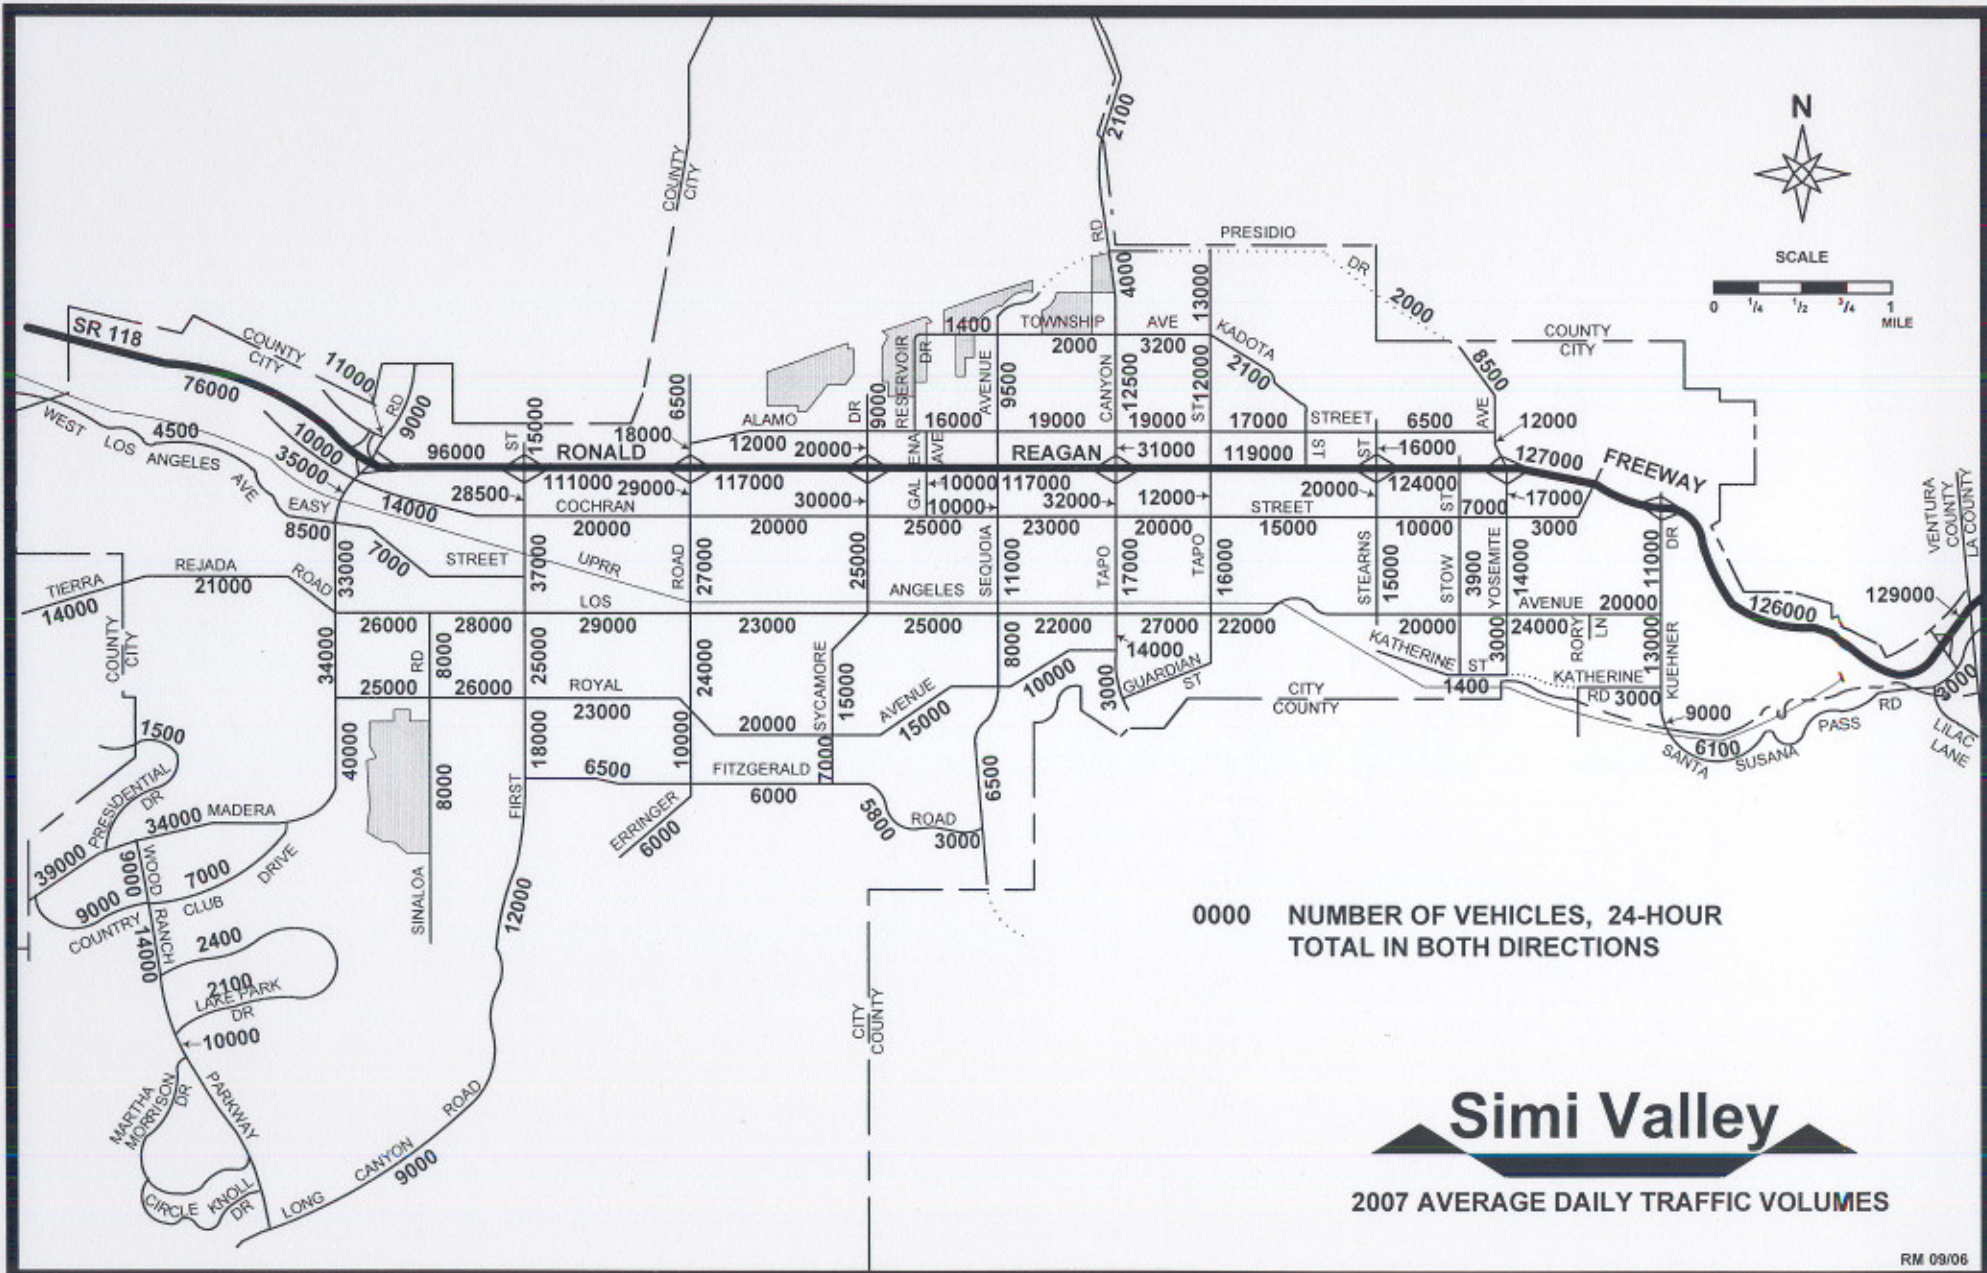 2100
N
COUNTY
CITY
RD
PRESIDIO
DR
SCALE
0 1/4 1/2 3/4 1
MILE
4000
13000
2000
SR 118
COUNTY
CITY
11000
76000
RD
9000
1400
TOWNSHIP
AVE
2000
3200
KADOTA
2100
COUNTY
CITY
8500
RESERVOIR
DR
AVENUE
9500
CANYON
12500
ST
12000
6500
15000
ST
ALAMO
DR
9000
16000
19000
19000
17000
STREET
6500
AVE
12000
WEST
LOS
ANGELES
AVE
4500
10000
35000
96000
RONALD
18000
12000
20000
ENA
AVE
REAGAN
31000
119000
ST
ST
16000
127000
FREEWAY
111000
29000
117000
GAL
10000
117000
28500
30000
10000
32000
12000
20000
124000
ST
7000
17000
EASY
14000
COCHRAN
STREET
8500
20000
20000
25000
23000
20000
15000
10000
3000
DR
7000
STREET
UPRR
33000
37000
ROAD
27000
25000
SEQUOIA
11000
TAPO
17000
TAPO
16000
STEARNS
15000
STOW
3900
YOSEMITE
14000
11000
VENTURA
COUNTY
LA COUNTY
TIERRA
REJADA
ROAD
14000
21000
LOS
ANGELES
AVENUE
20000
126000
129000
26000
28000
29000
23000
25000
22000
27000
22000
20000
24000
RORY
LN
COUNTY
CITY
34000
RD
8000
25000
24000
SYCAMORE
15000
8000
14000
3000
GUARDIAN
ST
KATHERINE
ST
3000
13000
KUEHNER
25000
26000
ROYAL
23000
20000
AVENUE
15000
10000
CITY
COUNTY
1400
KATHERINE
RD
3000
9000
6100
SANTA
SUSANA
PASS
RD
3000
LILAC
LANE
1500
PRESIDENTIAL
DR
40000
8000
18000
10000
7000
6500
FIRST
6500
FITZGERALD
6000
ERRINGER
6000
5800
ROAD
3000
34000
MADERA
39000
9000
WOOD
RANCH
7000
DRIVE
9000
CLUB
COUNTRY
14000
2400
SINALOA
12000
2100
LAKE PARK
DR
10000
0000 NUMBER OF VEHICLES, 24-HOUR
TOTAL IN BOTH DIRECTIONS
CITY
COUNTY
MARTHA
MORRISON
DR
PARKWAY
CIRCLE
KNOLL
DR
LONG
CANYON
ROAD
9000
Simi Valley
2007 AVERAGE DAILY TRAFFIC VOLUMES
RM 09/06